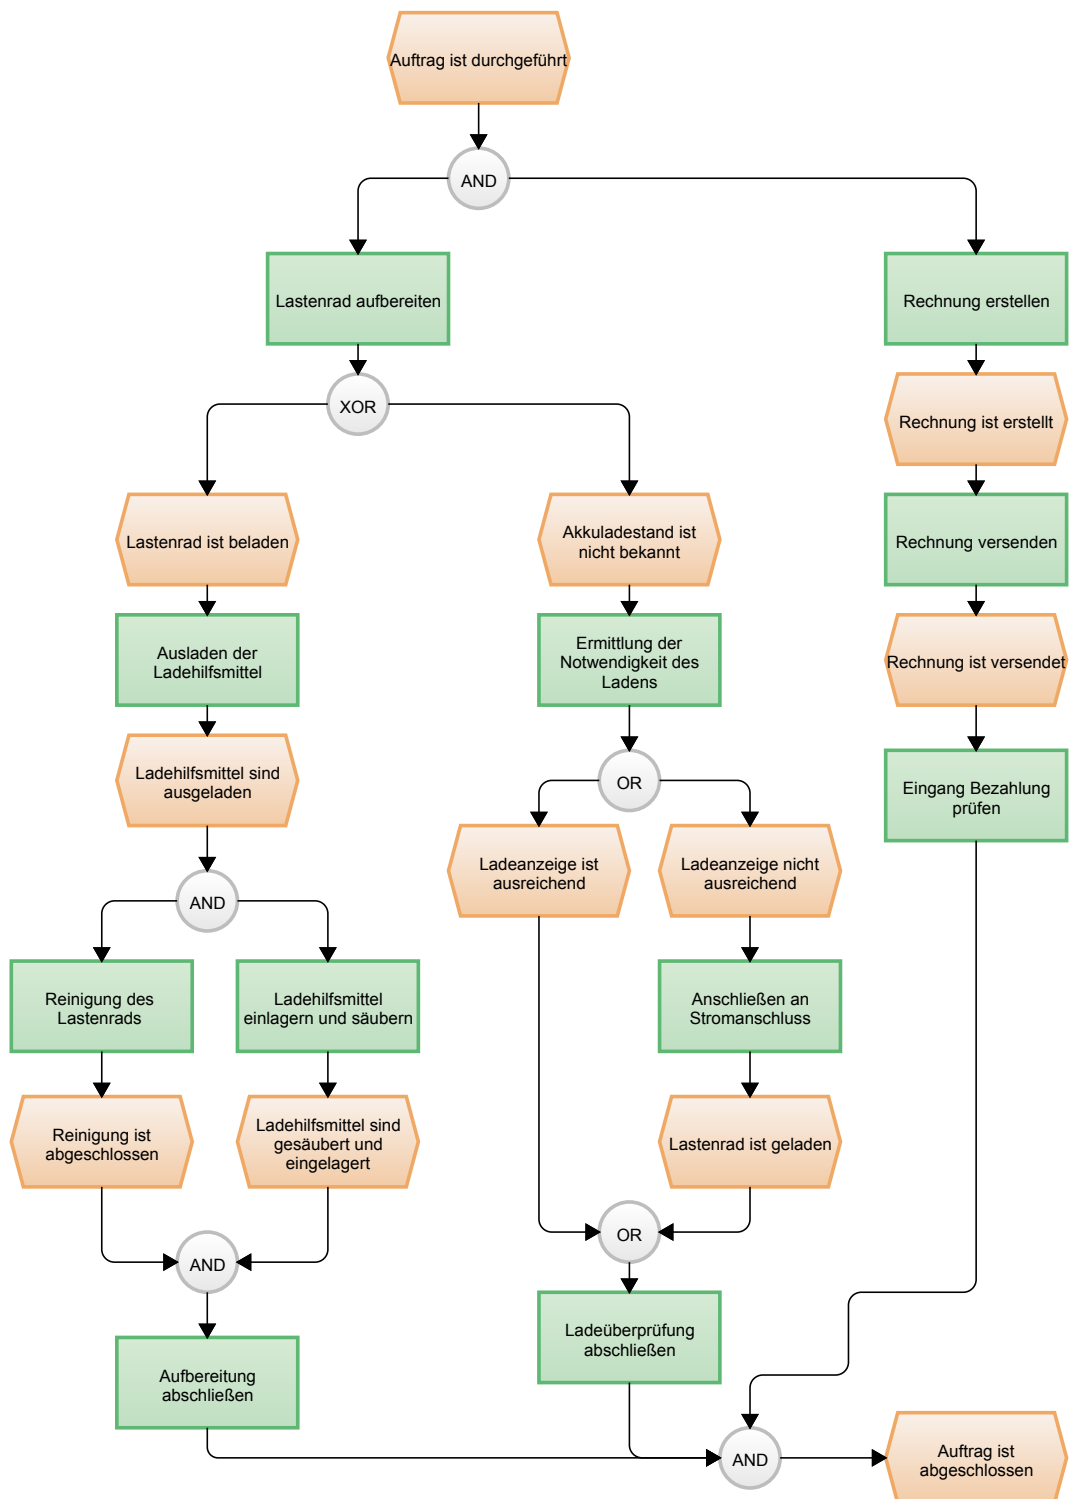 Auftrag ist durchgeführt
AND
Lastenrad aufbereiten
Rechnung erstellen
XOR
Rechnung ist erstellt
Lastenrad ist beladen
Akkuladestand ist
nicht bekannt
Rechnung versenden
Ausladen der
Ladehilfsmittel
Ermittlung der
Notwendigkeit des
Ladens
Rechnung ist versendet
Ladehilfsmittel sind
ausgeladen
OR
Eingang Bezahlung
prüfen
Ladeanzeige ist
ausreichend
Ladeanzeige nicht
ausreichend
AND
Reinigung des
Lastenrads
Ladehilfsmittel
einlagern und säubern
Anschließen an
Stromanschluss
Reinigung ist
abgeschlossen
Ladehilfsmittel sind
gesäubert und
eingelagert
Lastenrad ist geladen
OR
AND
Ladeüberprüfung
abschließen
Aufbereitung
abschließen
AND
Auftrag ist
abgeschlossen